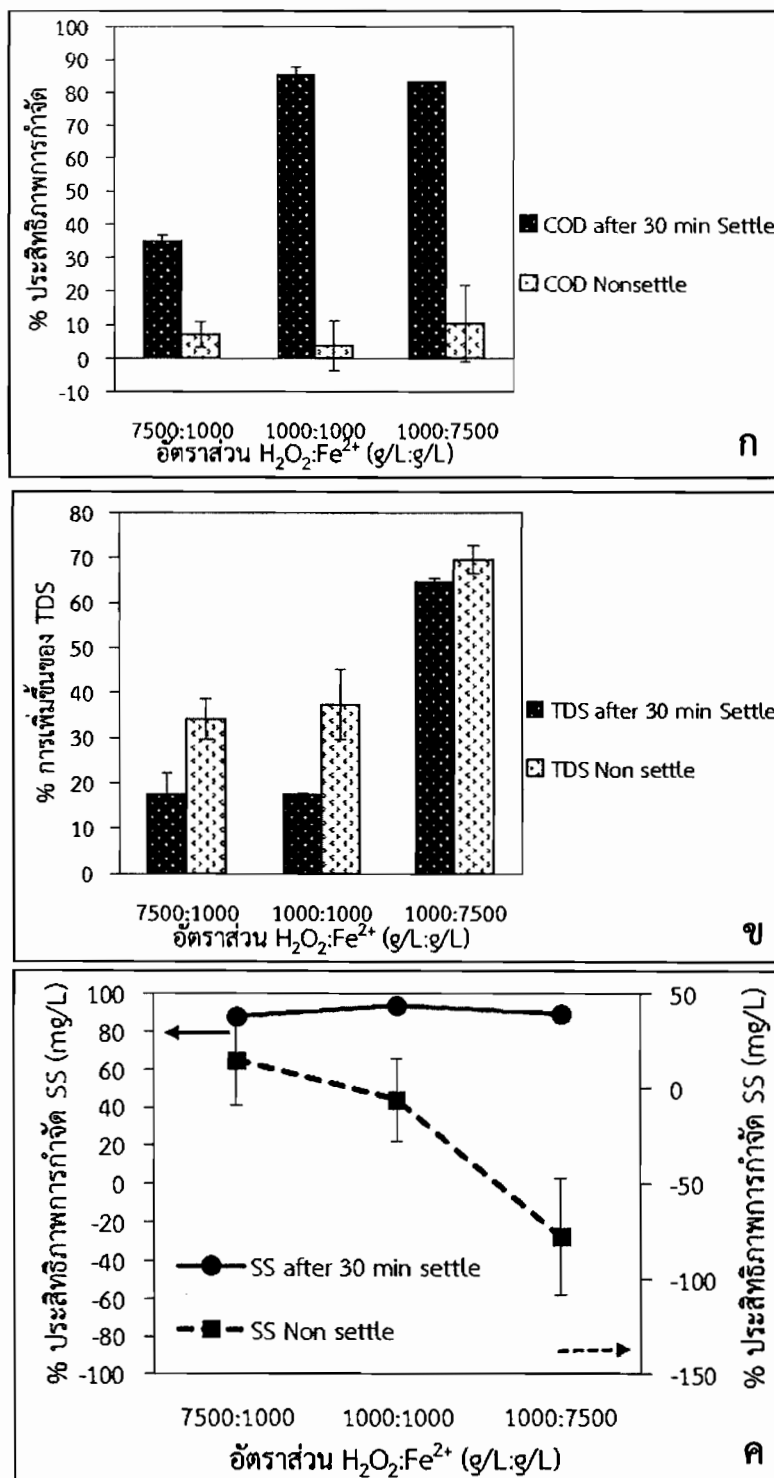 % ประสิทธิภาพการกำจัด
100
90
80
70
60
50
40
30
20
10
0
-10
7500:1000 1000:1000 1000:7500
อัตราส่วน H₂O₂:Fe²⁺ (g/L:g/L)
COD after 30 min Settle
COD Nonsettle
ก
% การเพิ่มขึ้นของ TDS
80
70
60
50
40
30
20
10
0
7500:1000 1000:1000 1000:7500
อัตราส่วน H₂O₂:Fe²⁺ (g/L:g/L)
TDS after 30 min Settle
TDS Non settle
ข
% ประสิทธิภาพการกำจัด SS (mg/L)
100
80
60
40
20
0
-20
-40
-60
-80
-100
SS after 30 min settle
SS Non settle
50
0
-50
-100
-150
% ประสิทธิภาพการกำจัด SS (mg/L)
7500:1000 1000:1000 1000:7500
อัตราส่วน H₂O₂:Fe²⁺ (g/L:g/L)
ค